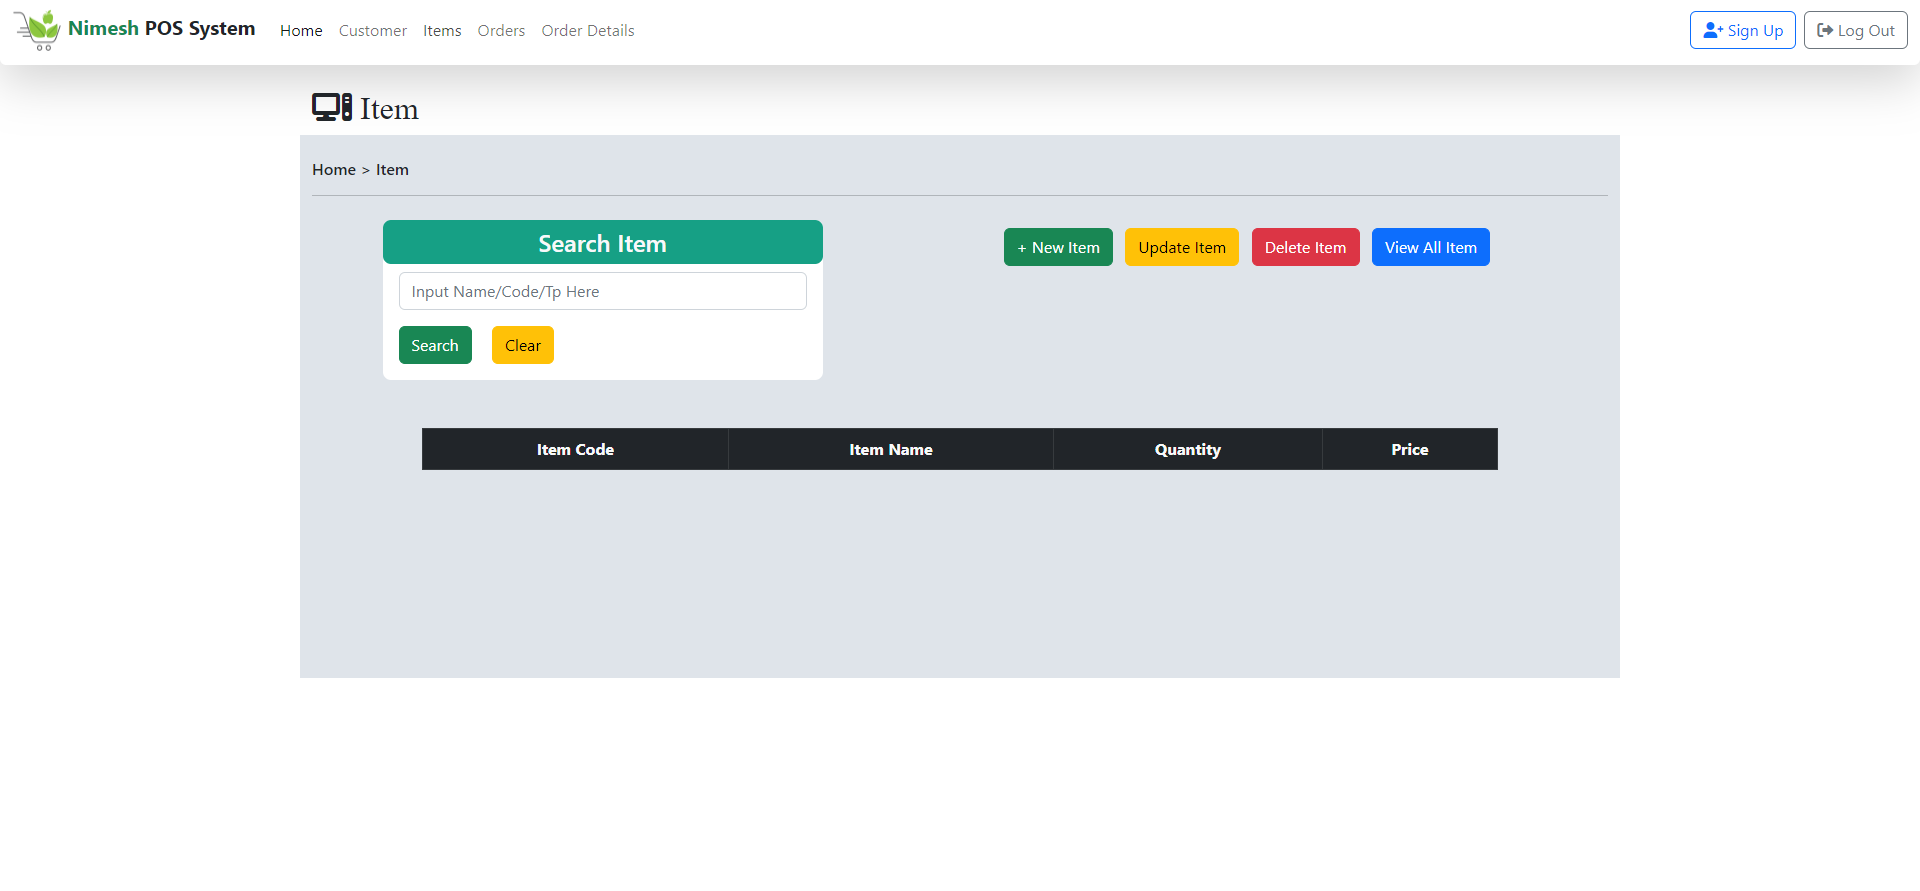 Nimesh POS System Home Customer Items Orders Order Details Sign Up Log Out
Item
Home > Item
Search Item
+ New Item Update Item Delete Item View All Item
Input Name/Code/Tp Here
Search Clear
Item Code Item Name Quantity Price